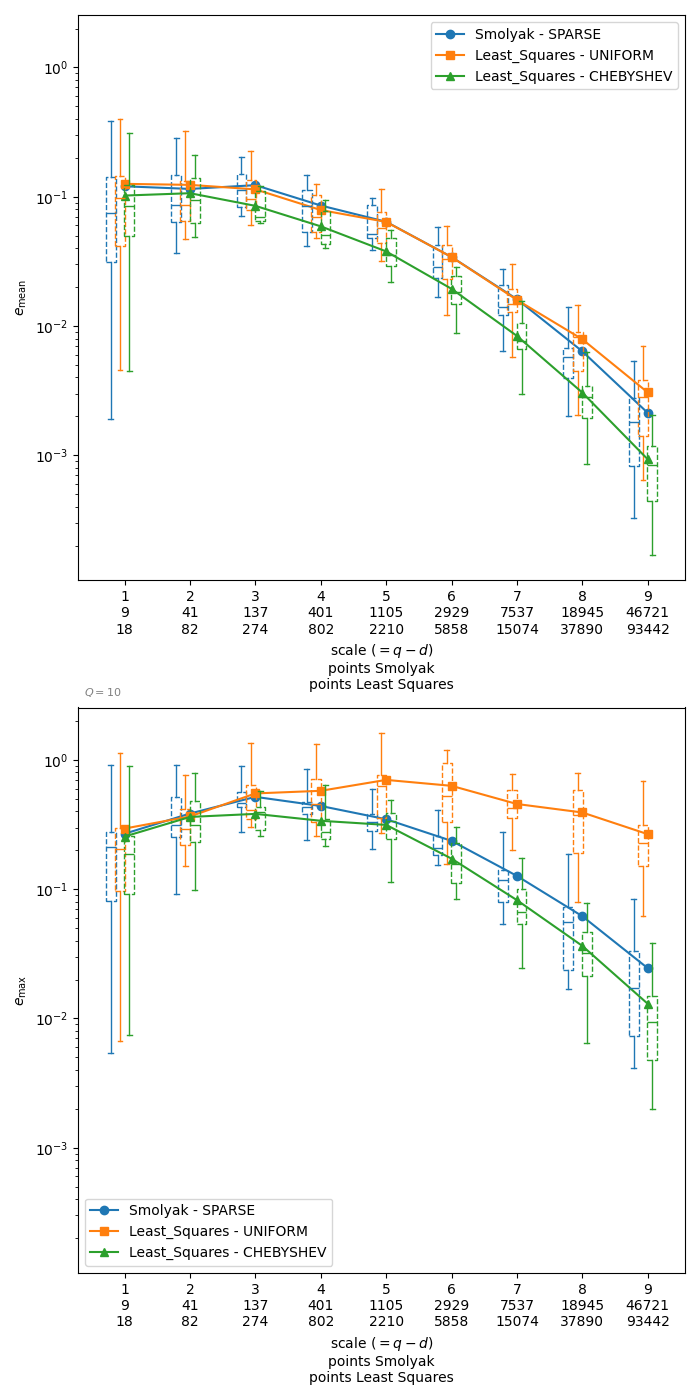 Smolyak - SPARSE
Least_Squares - UNIFORM
Least_Squares - CHEBYSHEV
10⁰
10⁻¹
10⁻²
10⁻³
e_mean
1 2 3 4 5 6 7 8 9
9 41 137 401 1105 2929 7537 18945 46721
18 82 274 802 2210 5858 15074 37890 93442
scale (= q − d)
points Smolyak
points Least Squares
Q = 10
10⁰
10⁻¹
10⁻²
10⁻³
e_max
Smolyak - SPARSE
Least_Squares - UNIFORM
Least_Squares - CHEBYSHEV
1 2 3 4 5 6 7 8 9
9 41 137 401 1105 2929 7537 18945 46721
18 82 274 802 2210 5858 15074 37890 93442
scale (= q − d)
points Smolyak
points Least Squares